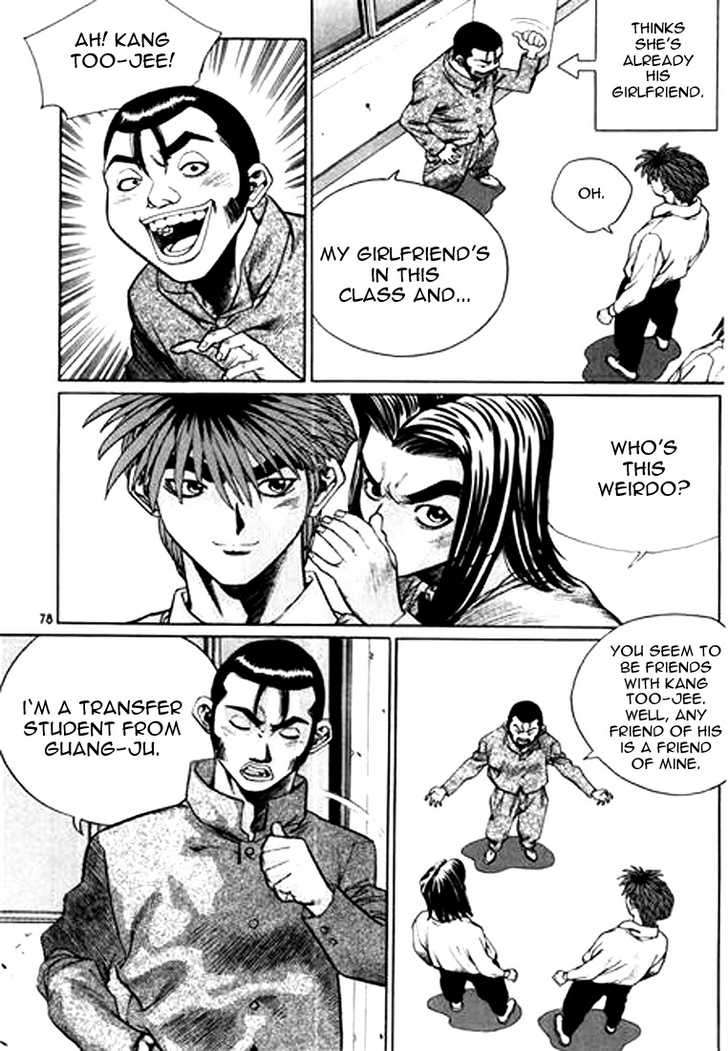 AH! KANG
TOO-JEE!
THINKS
SHE'S
ALREADY
HIS
GIRLFRIEND.
MY GIRLFRIEND'S
IN THIS
CLASS AND...
OH.
WHO'S
THIS
WEIRDO?
78
I'M A TRANSFER
STUDENT FROM
GUANG-JU.
YOU SEEM TO
BE FRIENDS
WITH KANG
TOO-JEE.
WELL, ANY
FRIEND OF HIS
IS A FRIEND
OF MINE.